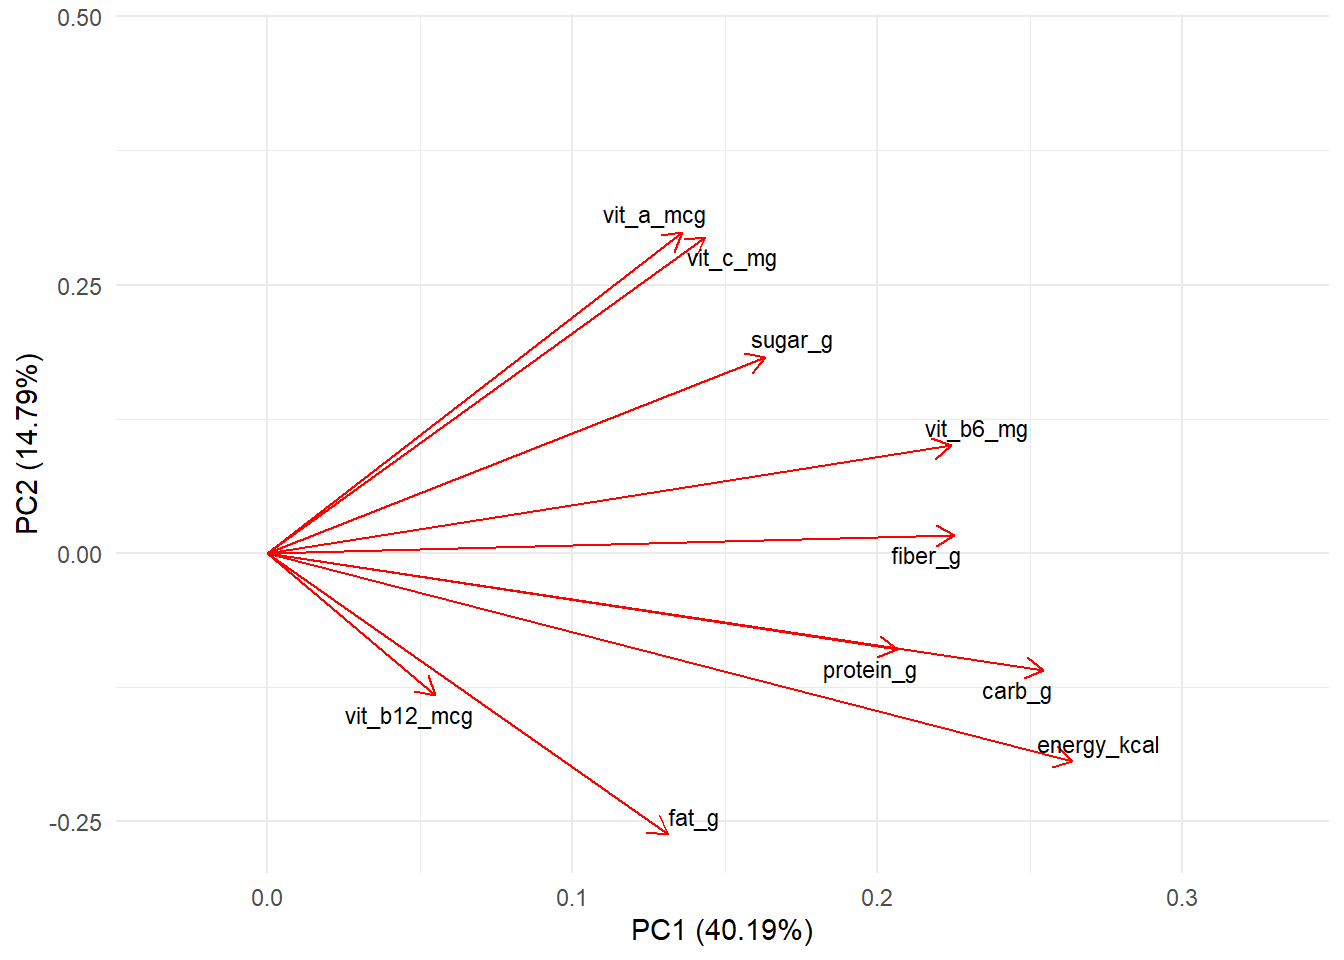 0.50
vit_a_mcg
vit_c_mg
0.25
sugar_g
vit_b6_mg
PC2 (14.79%)
0.00
fiber_g
protein_g
carb_g
vit_b12_mcg
energy_kcal
fat_g
-0.25
0.0
0.1
0.2
0.3
PC1 (40.19%)